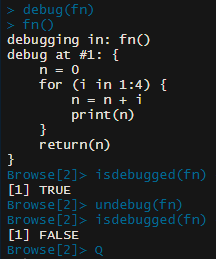 > debug(fn)
> fn()
debugging in: fn()
debug at #1: {
    n = 0
    for (i in 1:4) {
        n = n + i
        print(n)
    }
    return(n)
}
Browse[2]> isdebugged(fn)
[1] TRUE
Browse[2]> undebug(fn)
Browse[2]> isdebugged(fn)
[1] FALSE
Browse[2]> Q